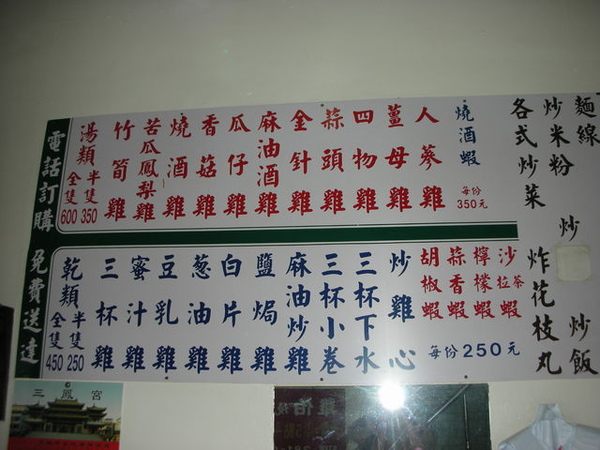 電話訂購 免費送達
湯類
全隻 600
半隻 350
竹筍雞
苦瓜鳳梨雞
燒酒雞
香菇雞
瓜仔雞
麻油酒雞
金針雞
蒜頭雞
四物雞
薑母雞
人蔘雞
燒酒蝦
每份 350元
乾類
全隻 450
半隻 250
三杯雞
蜜汁雞
豆乳雞
葱油雞
白片雞
鹽焗雞
麻油炒雞
三杯小卷
三杯下水
炒雞心
胡椒蝦
蒜香蝦
檸檬蝦
沙拉茶蝦
每份250元
各式炒菜
炸花枝丸
炒米粉 炒
麵線
炒飯
三鳳宮